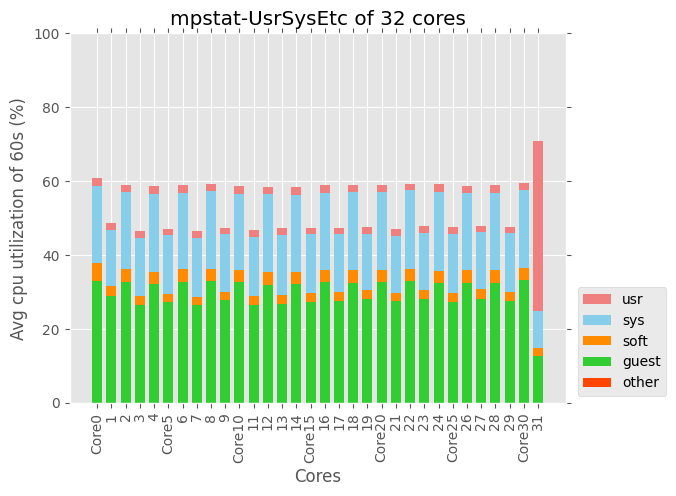 mpstat-UsrSysEtc of 32 cores
Avg cpu utilization of 60s (%)
100
80
60
40
20
0
usr
sys
soft
guest
other
Core0
1
2
3
4
Core5
6
7
8
9
Core10
11
12
13
14
Core15
16
17
18
19
Core20
21
22
23
24
Core25
26
27
28
29
Core30
31
Cores